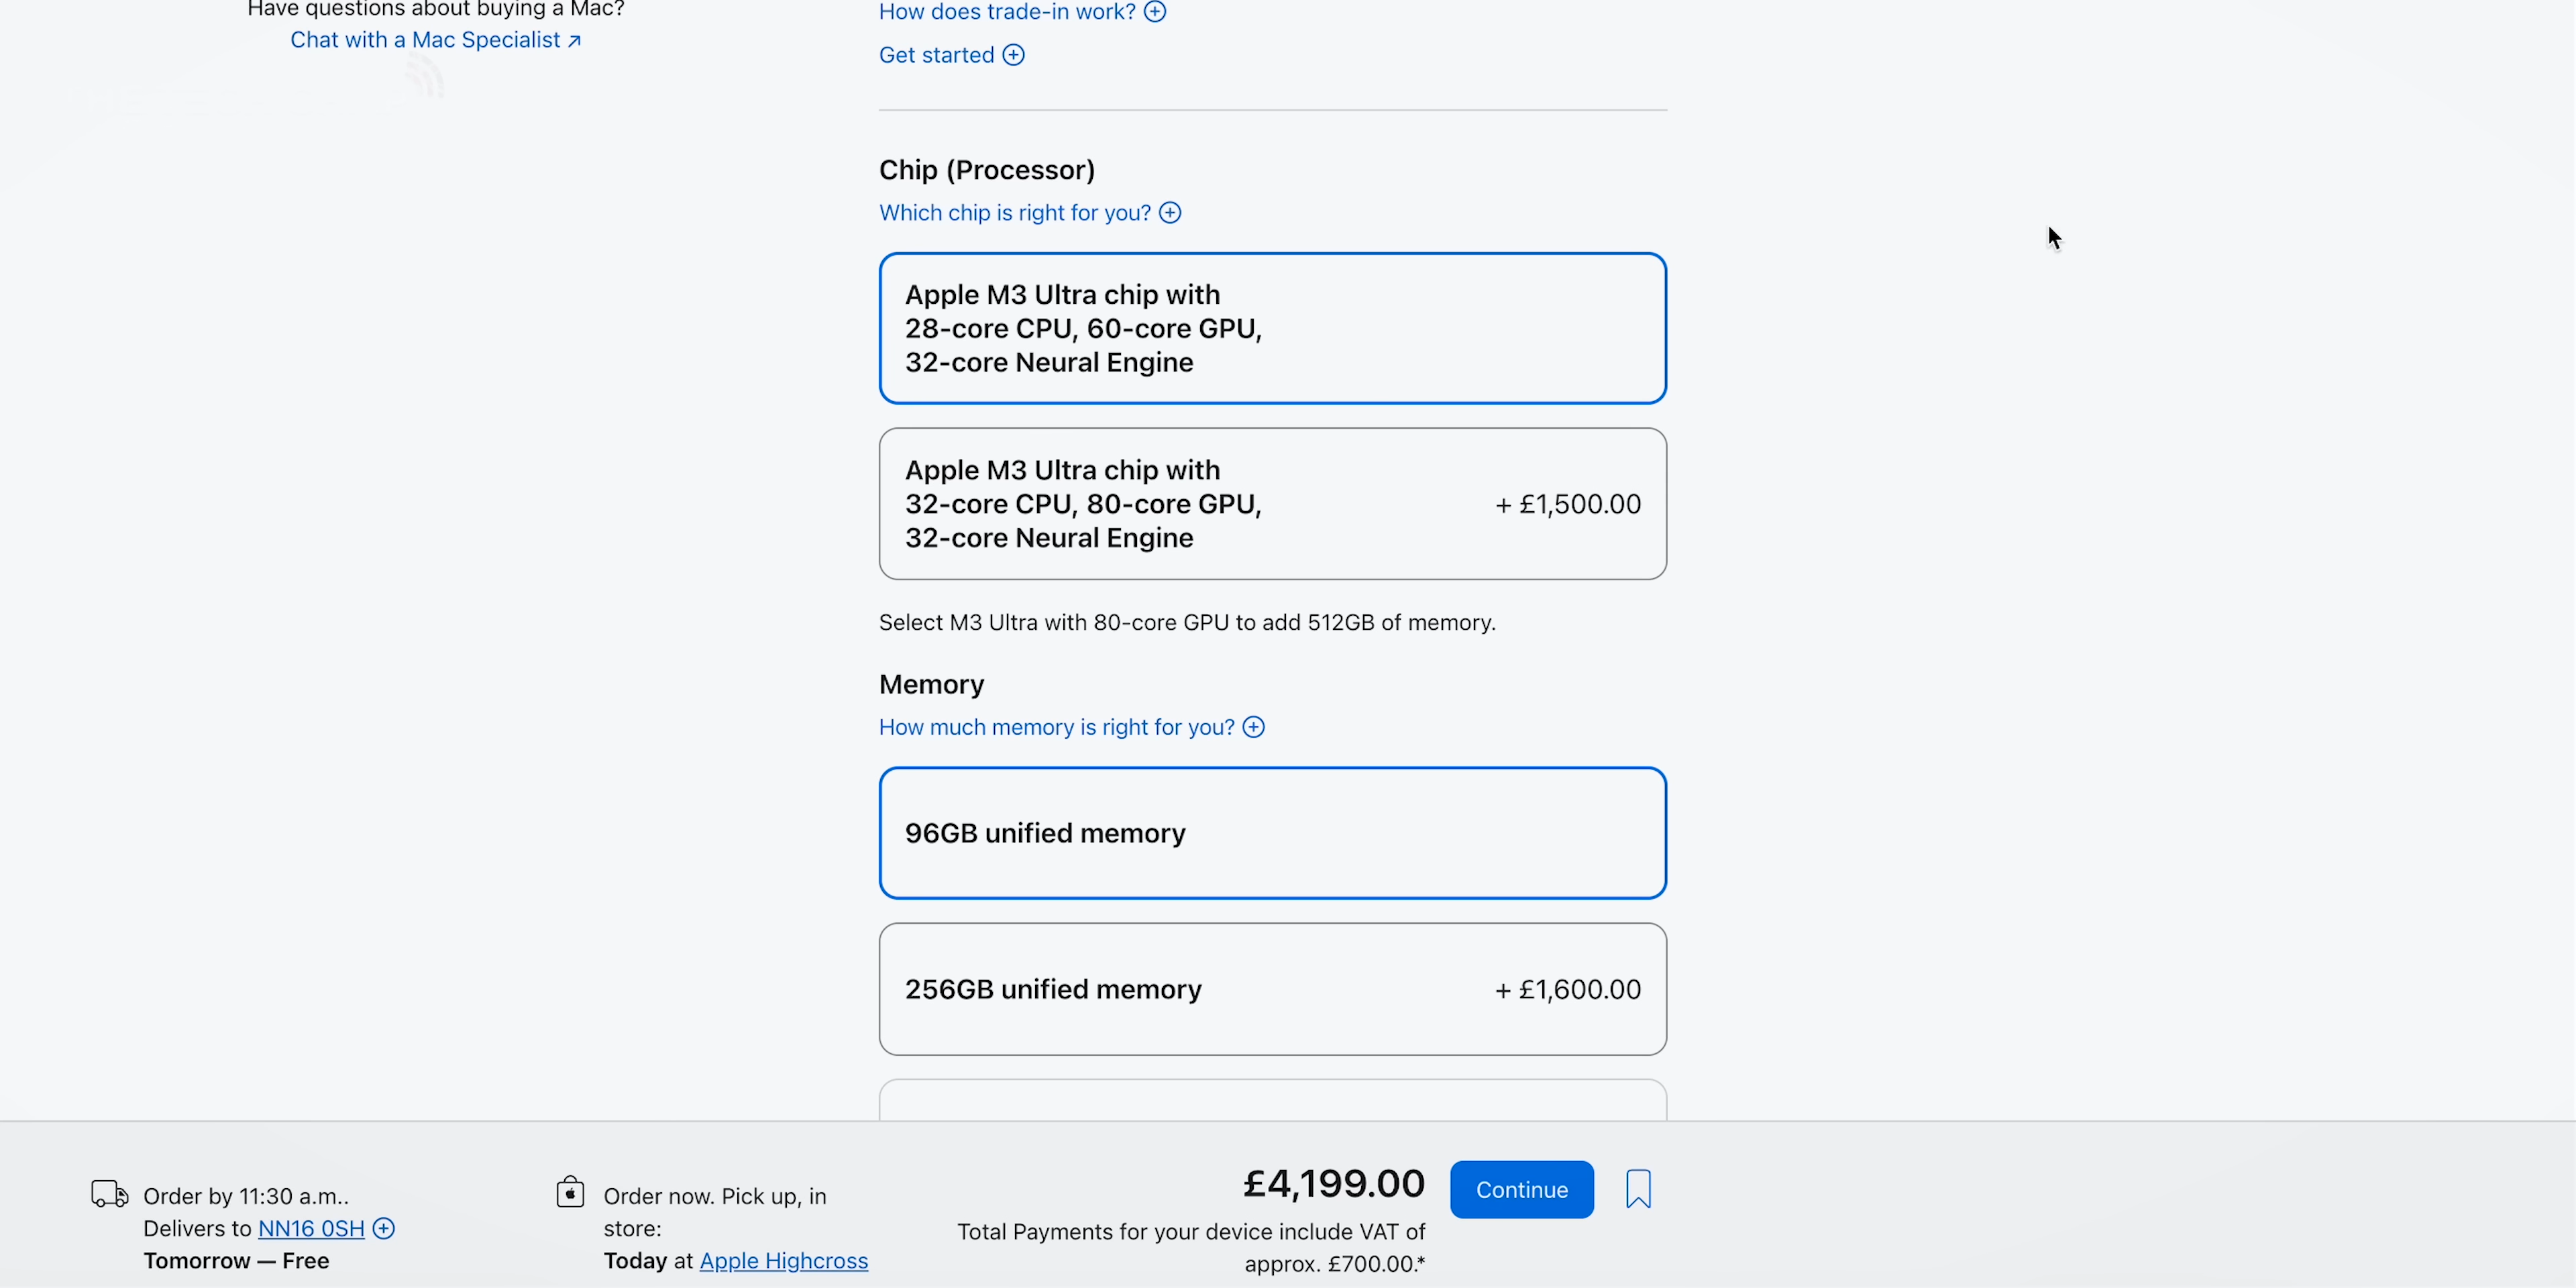 Have questions about buying a Mac?
Chat with a Mac Specialist ↗
How does trade-in work?
Get started
Chip (Processor)
Which chip is right for you?
Apple M3 Ultra chip with
28-core CPU, 60-core GPU,
32-core Neural Engine
Apple M3 Ultra chip with
32-core CPU, 80-core GPU,
32-core Neural Engine
+ £1,500.00
Select M3 Ultra with 80-core GPU to add 512GB of memory.
Memory
How much memory is right for you?
96GB unified memory
256GB unified memory
+ £1,600.00
Order by 11:30 a.m..
Delivers to NN16 0SH
Tomorrow — Free
Order now. Pick up, in
store:
Today at Apple Highcross
£4,199.00
Total Payments for your device include VAT of
approx. £700.00.*
Continue